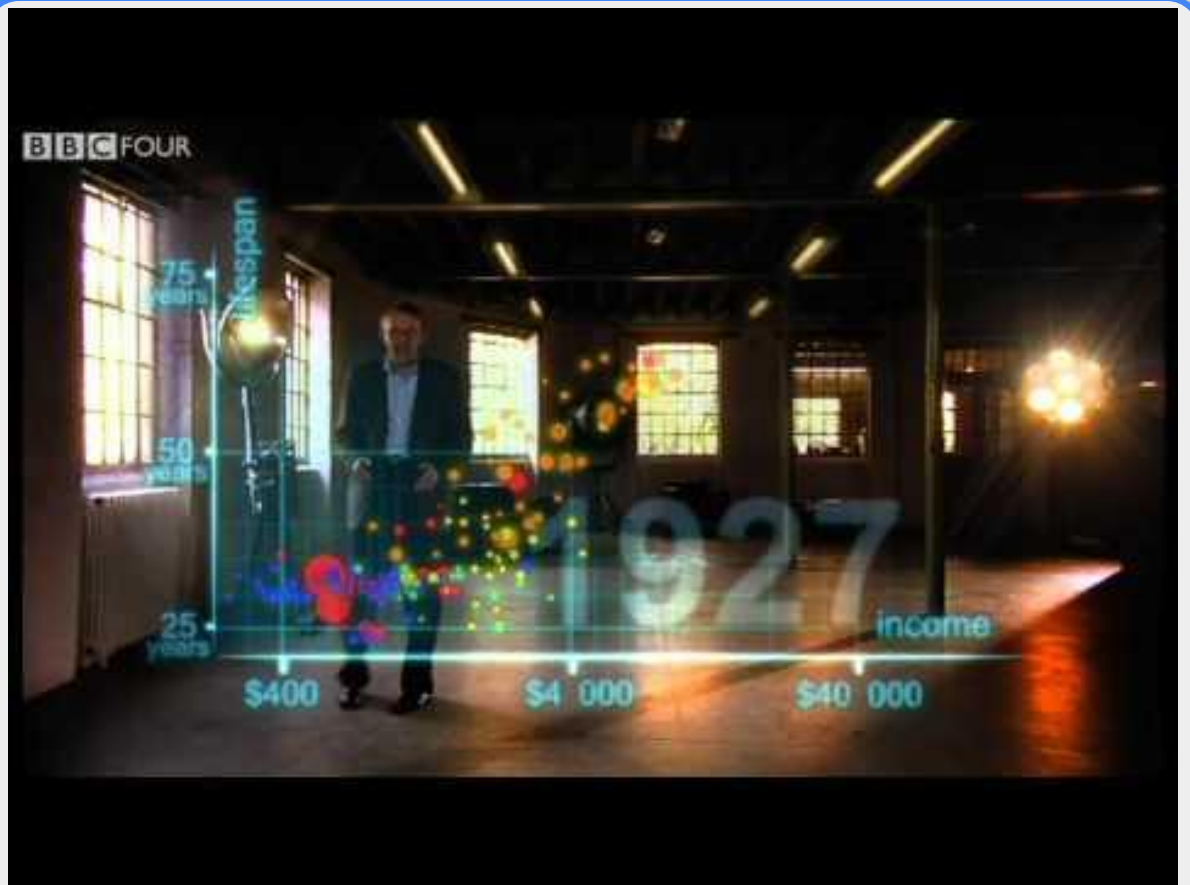 BBC FOUR
lifespan
75
years
50
years
25
years
1927
income
$400
$4 000
$40 000